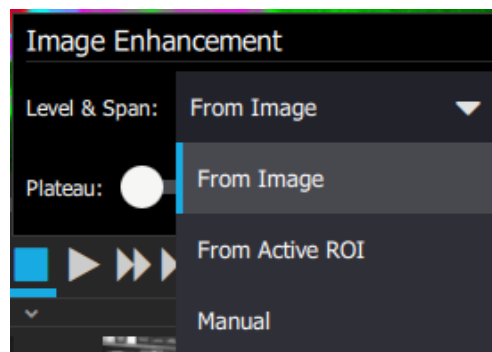 Image Enhancement
Level & Span: From Image
From Image
Plateau:
From Active ROI
Manual